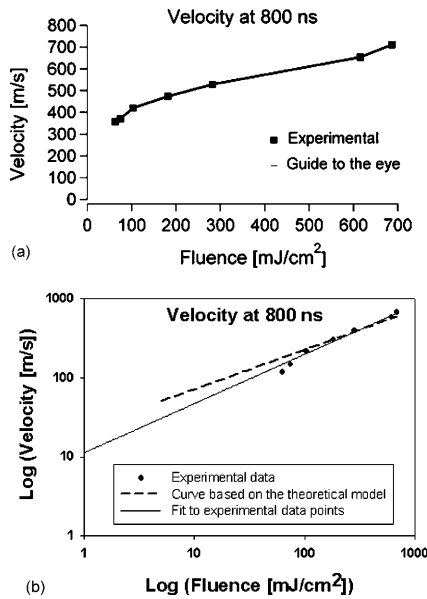 Velocity at 800 ns
800
700
600
500
400
300
200
100
0
Velocity [m/s]
■ Experimental
– Guide to the eye
0 100 200 300 400 500 600 700
Fluence [mJ/cm²]
(a)
Velocity at 800 ns
1000
100
10
1
Log (Velocity [m/s])
Experimental data
Curve based on the theoretical model
Fit to experimental data points
1 10 100 1000
Log (Fluence [mJ/cm²])
(b)